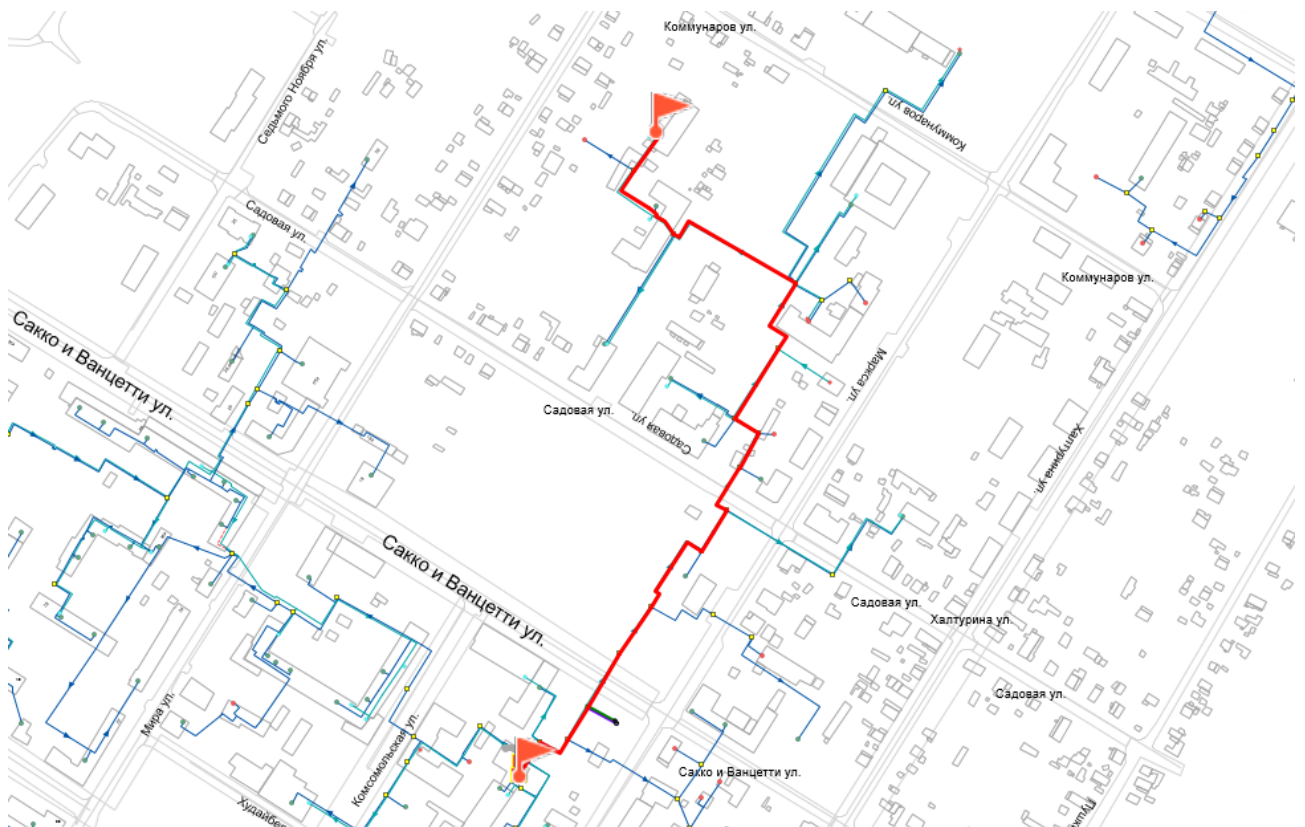 Коммунаров ул.
Седьмого Ноября ул.
Коммунаров ул.
Садовая ул.
Коммунаров ул.
Сакко и Ванцетти ул.
Маркса ул.
Садовая ул.
Садовая ул.
Халтурина ул.
Сакко и Ванцетти ул.
Садовая ул.
Халтурина ул.
Садовая ул.
Мира ул.
Комсомольская ул.
Сакко и Ванцетти ул.